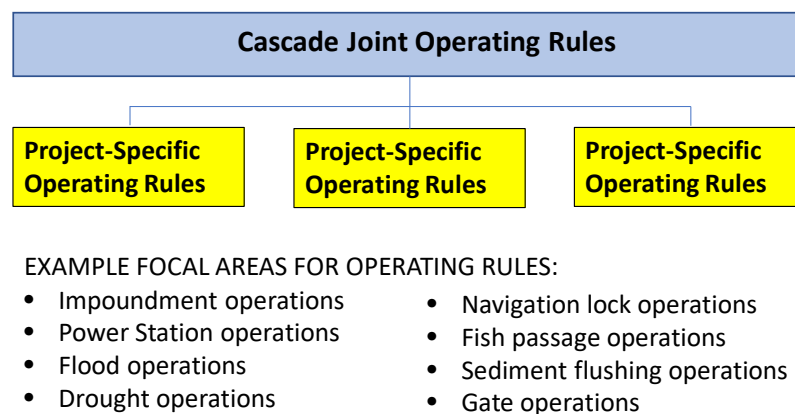 Cascade Joint Operating Rules
Project-Specific
Operating Rules
Project-Specific
Operating Rules
Project-Specific
Operating Rules
EXAMPLE FOCAL AREAS FOR OPERATING RULES:
• Impoundment operations
• Power Station operations
• Flood operations
• Drought operations
• Navigation lock operations
• Fish passage operations
• Sediment flushing operations
• Gate operations